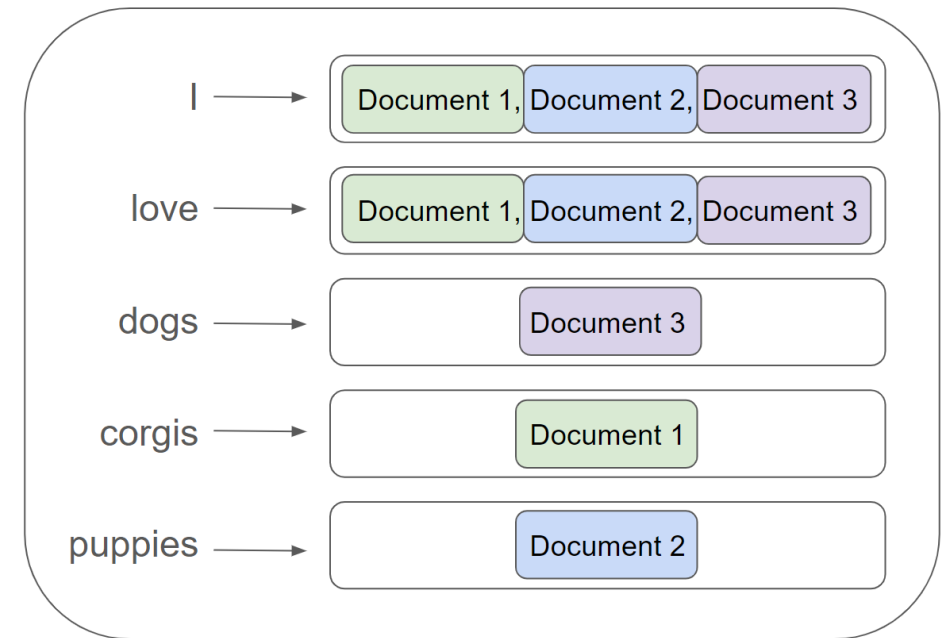 I Document 1, Document 2, Document 3
love Document 1, Document 2, Document 3
dogs Document 3
corgis Document 1
puppies Document 2